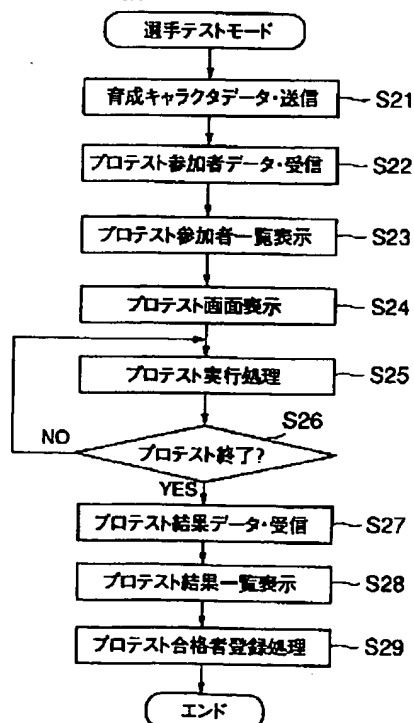 選手テストモード
育成キャラクタデータ・送信 S21
プロテスト参加者データ・受信 S22
プロテスト参加者一覧表示 S23
プロテスト画面表示 S24
プロテスト実行処理 S25
S26
NO
プロテスト終了?
YES
プロテスト結果データ・受信 S27
プロテスト結果一覧表示 S28
プロテスト合格者登録処理 S29
エンド